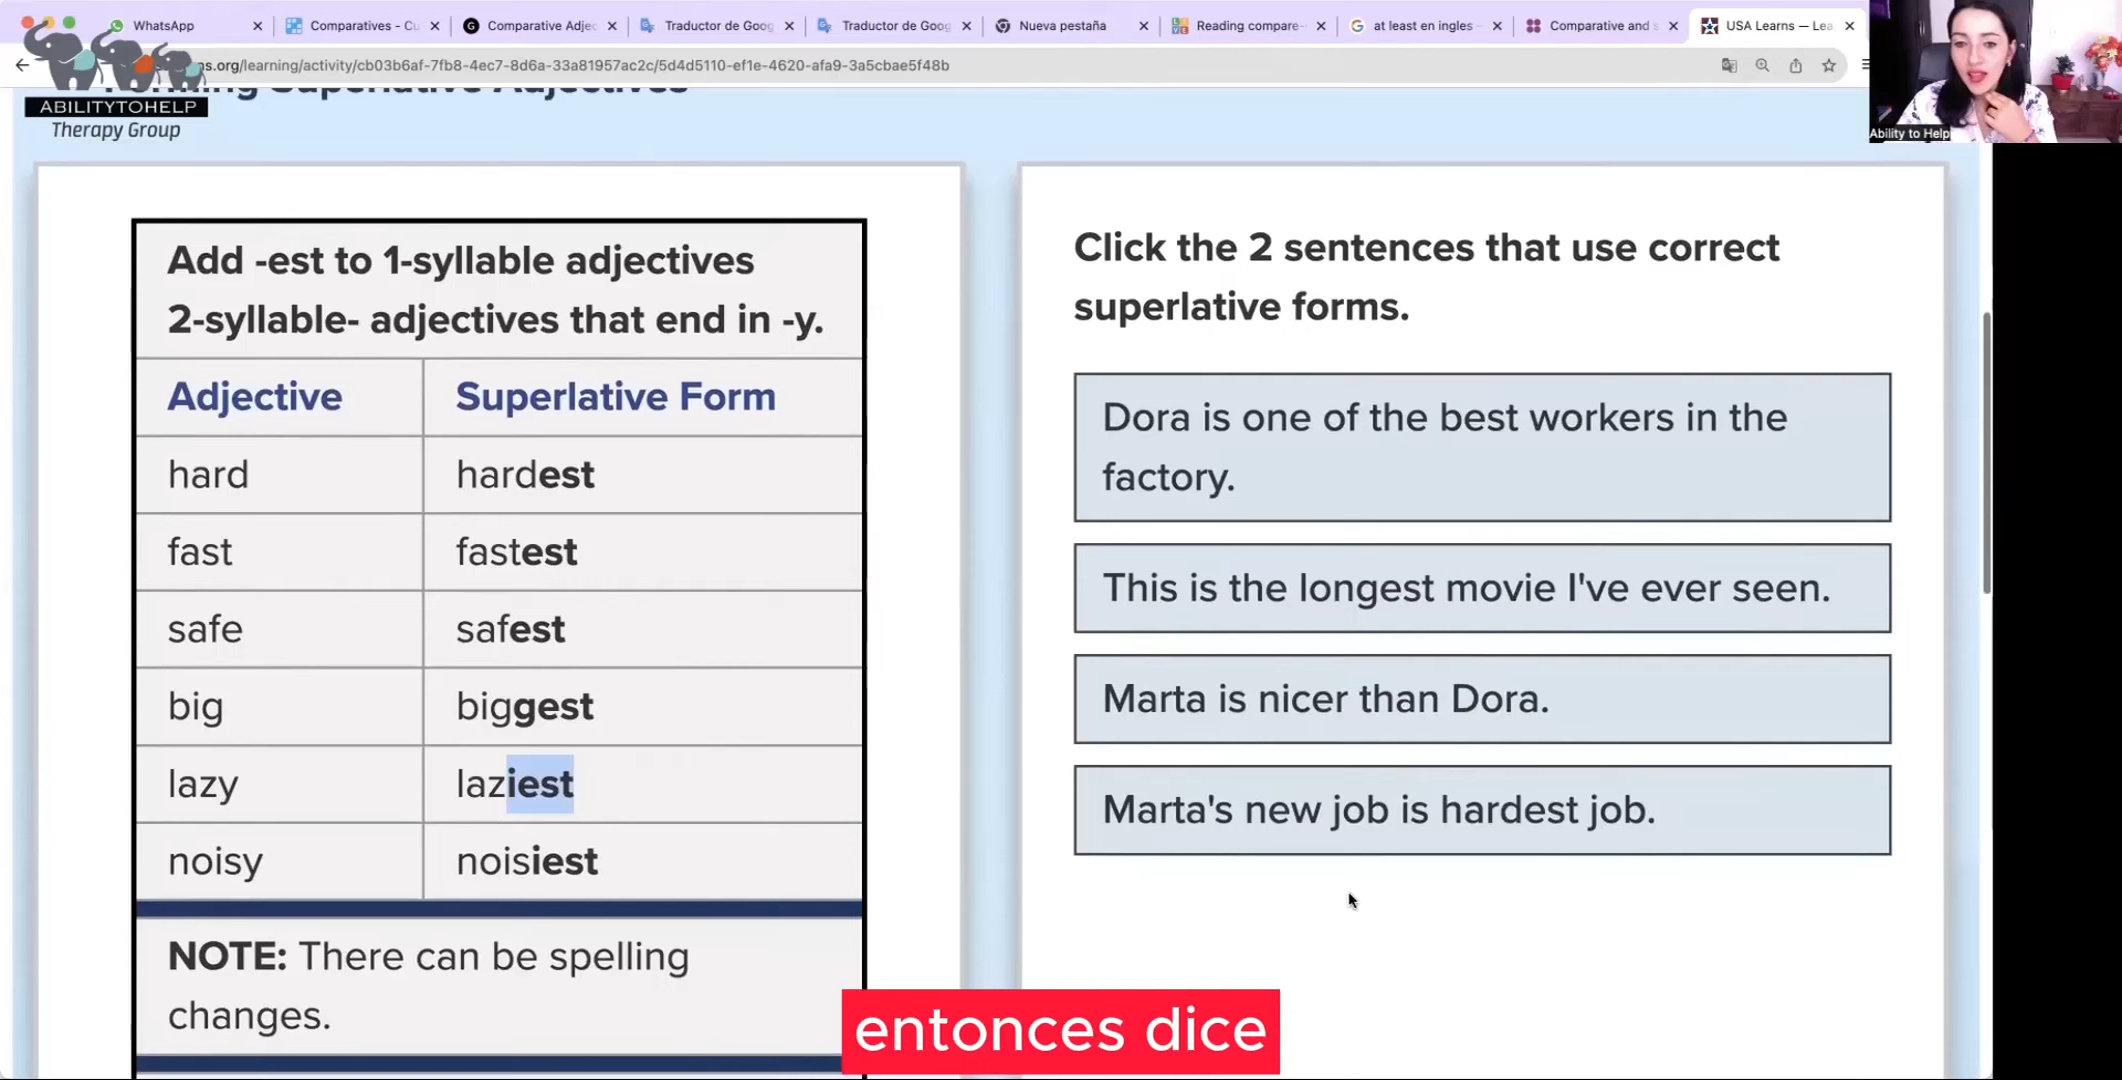 WhatsApp
Comparatives - Cu
Comparative Adjec
Traductor de Goog
Traductor de Goog
Nueva pestaña
Reading compare-
at least en ingles -
Comparative and s
USA Learns — Lea
ns.org/learning/activity/cb03b6af-7fb8-4ec7-8d6a-33a81957ac2c/5d4d5110-ef1e-4620-afa9-3a5cbae5f48b
Superlative Adjectives
ABILITYTOHELP
Therapy Group
Ability to Help
Add -est to 1-syllable adjectives
2-syllable- adjectives that end in -y.
Adjective Superlative Form
hard hardest
fast fastest
safe safest
big biggest
lazy laziest
noisy noisiest
NOTE: There can be spelling
changes.
Click the 2 sentences that use correct
superlative forms.
Dora is one of the best workers in the
factory.
This is the longest movie I've ever seen.
Marta is nicer than Dora.
Marta's new job is hardest job.
entonces dice